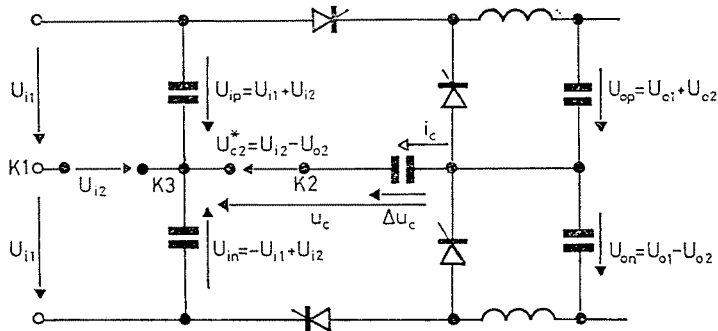 U_i1
U_ip=U_i1+U_i2
U_op=U_o1+U_o2
U*_c2=U_i2-U_o2
i_c
K1
U_i2
K3
K2
u_c
Δu_c
U_i1
U_in=-U_i1+U_i2
U_on=U_o1-U_o2